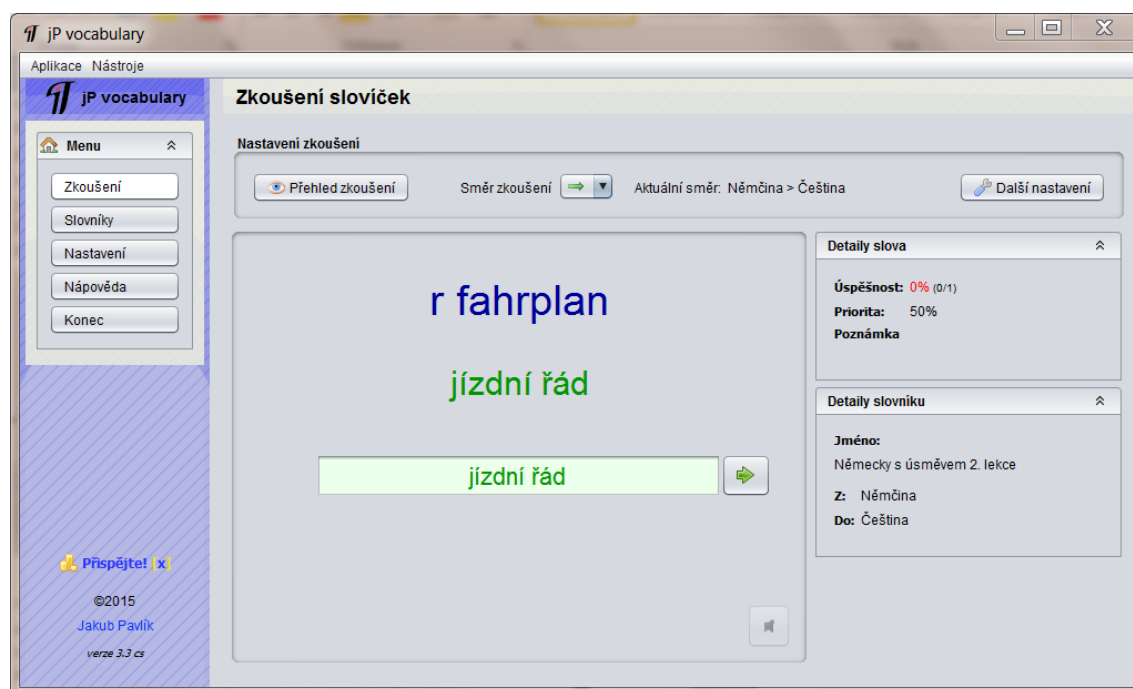 jP vocabulary
Aplikace Nástroje
jP vocabulary
Menu
Zkoušení
Slovníky
Nastavení
Nápověda
Konec
Přispějte! [x]
©2015
Jakub Pavlík
verze 3.3 cs
Zkoušení slovíček
Nastavení zkoušení
Přehled zkoušení Směr zkoušení Aktuální směr: Němčina > Čeština Další nastavení
r fahrplan
jízdní řád
jízdní řád
Detaily slova
Úspěšnost: 0% (0/1)
Priorita: 50%
Poznámka
Detaily slovníku
Jméno:
Německy s úsměvem 2. lekce
Z: Němčina
Do: Čeština